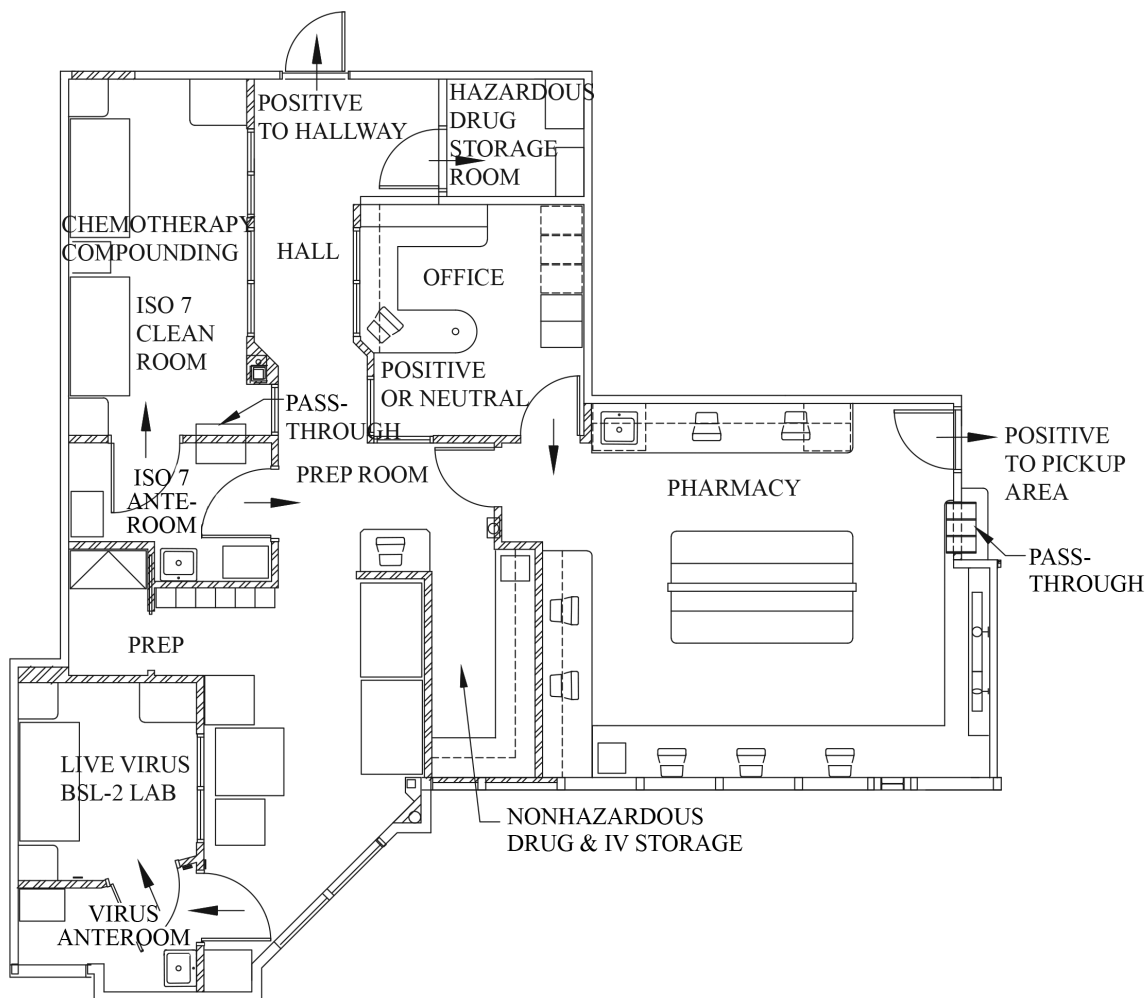 POSITIVE
TO HALLWAY
HAZARDOUS
DRUG
STORAGE
ROOM
CHEMOTHERAPY
COMPOUNDING
HALL
OFFICE
ISO 7
CLEAN
ROOM
POSITIVE
OR NEUTRAL
PASS-
THROUGH
POSITIVE
TO PICKUP
AREA
ISO 7
ANTE-
ROOM
PREP ROOM
PHARMACY
PASS-
THROUGH
PREP
LIVE VIRUS
BSL-2 LAB
NONHAZARDOUS
DRUG & IV STORAGE
VIRUS
ANTEROOM